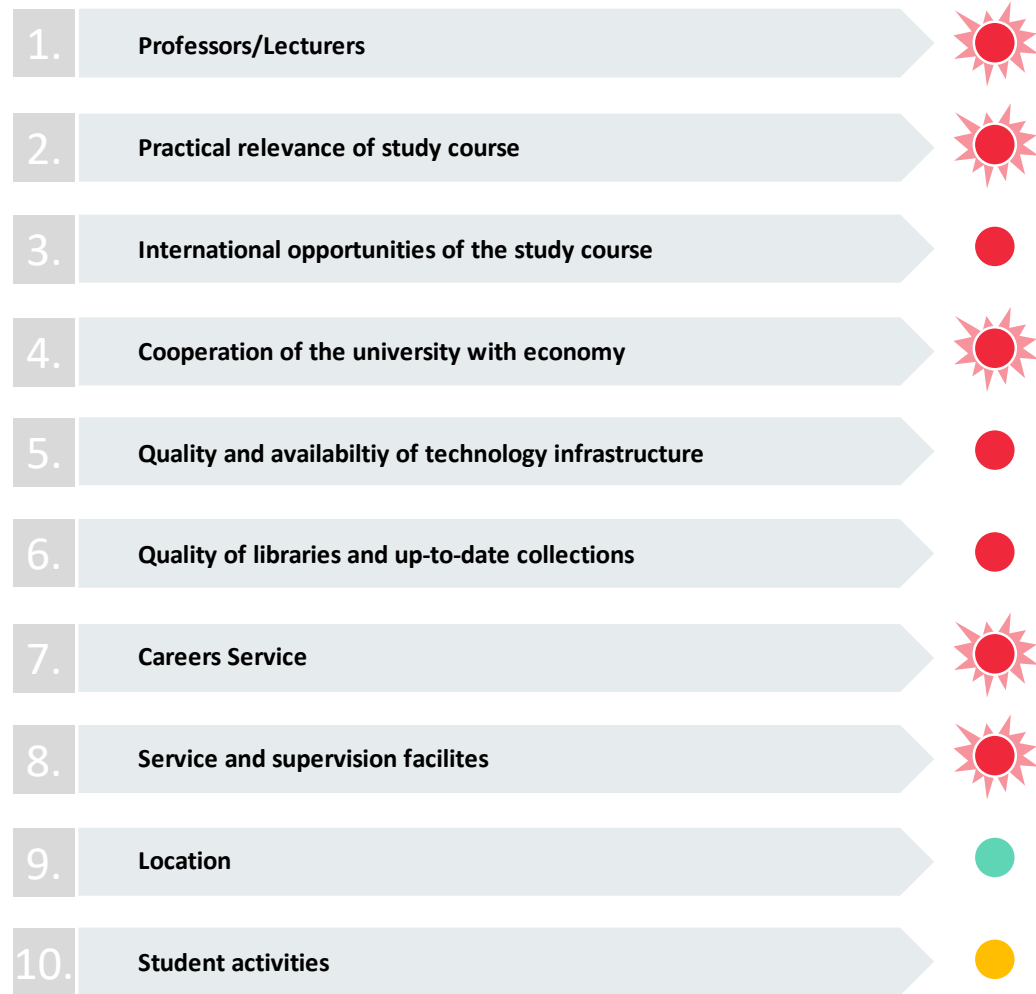 1. Professors/Lecturers
2. Practical relevance of study course
3. International opportunities of the study course
4. Cooperation of the university with economy
5. Quality and availabiltiy of technology infrastructure
6. Quality of libraries and up-to-date collections
7. Careers Service
8. Service and supervision facilites
9. Location
10. Student activities